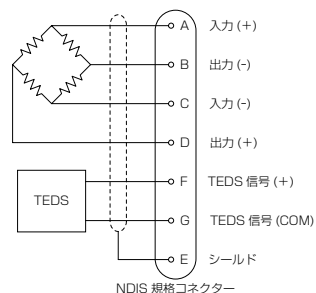 A 入力(+)
B 出力(-)
C 入力(-)
D 出力(+)
F TEDS 信号(+)
TEDS
G TEDS 信号(COM)
E シールド
NDIS 規格コネクター